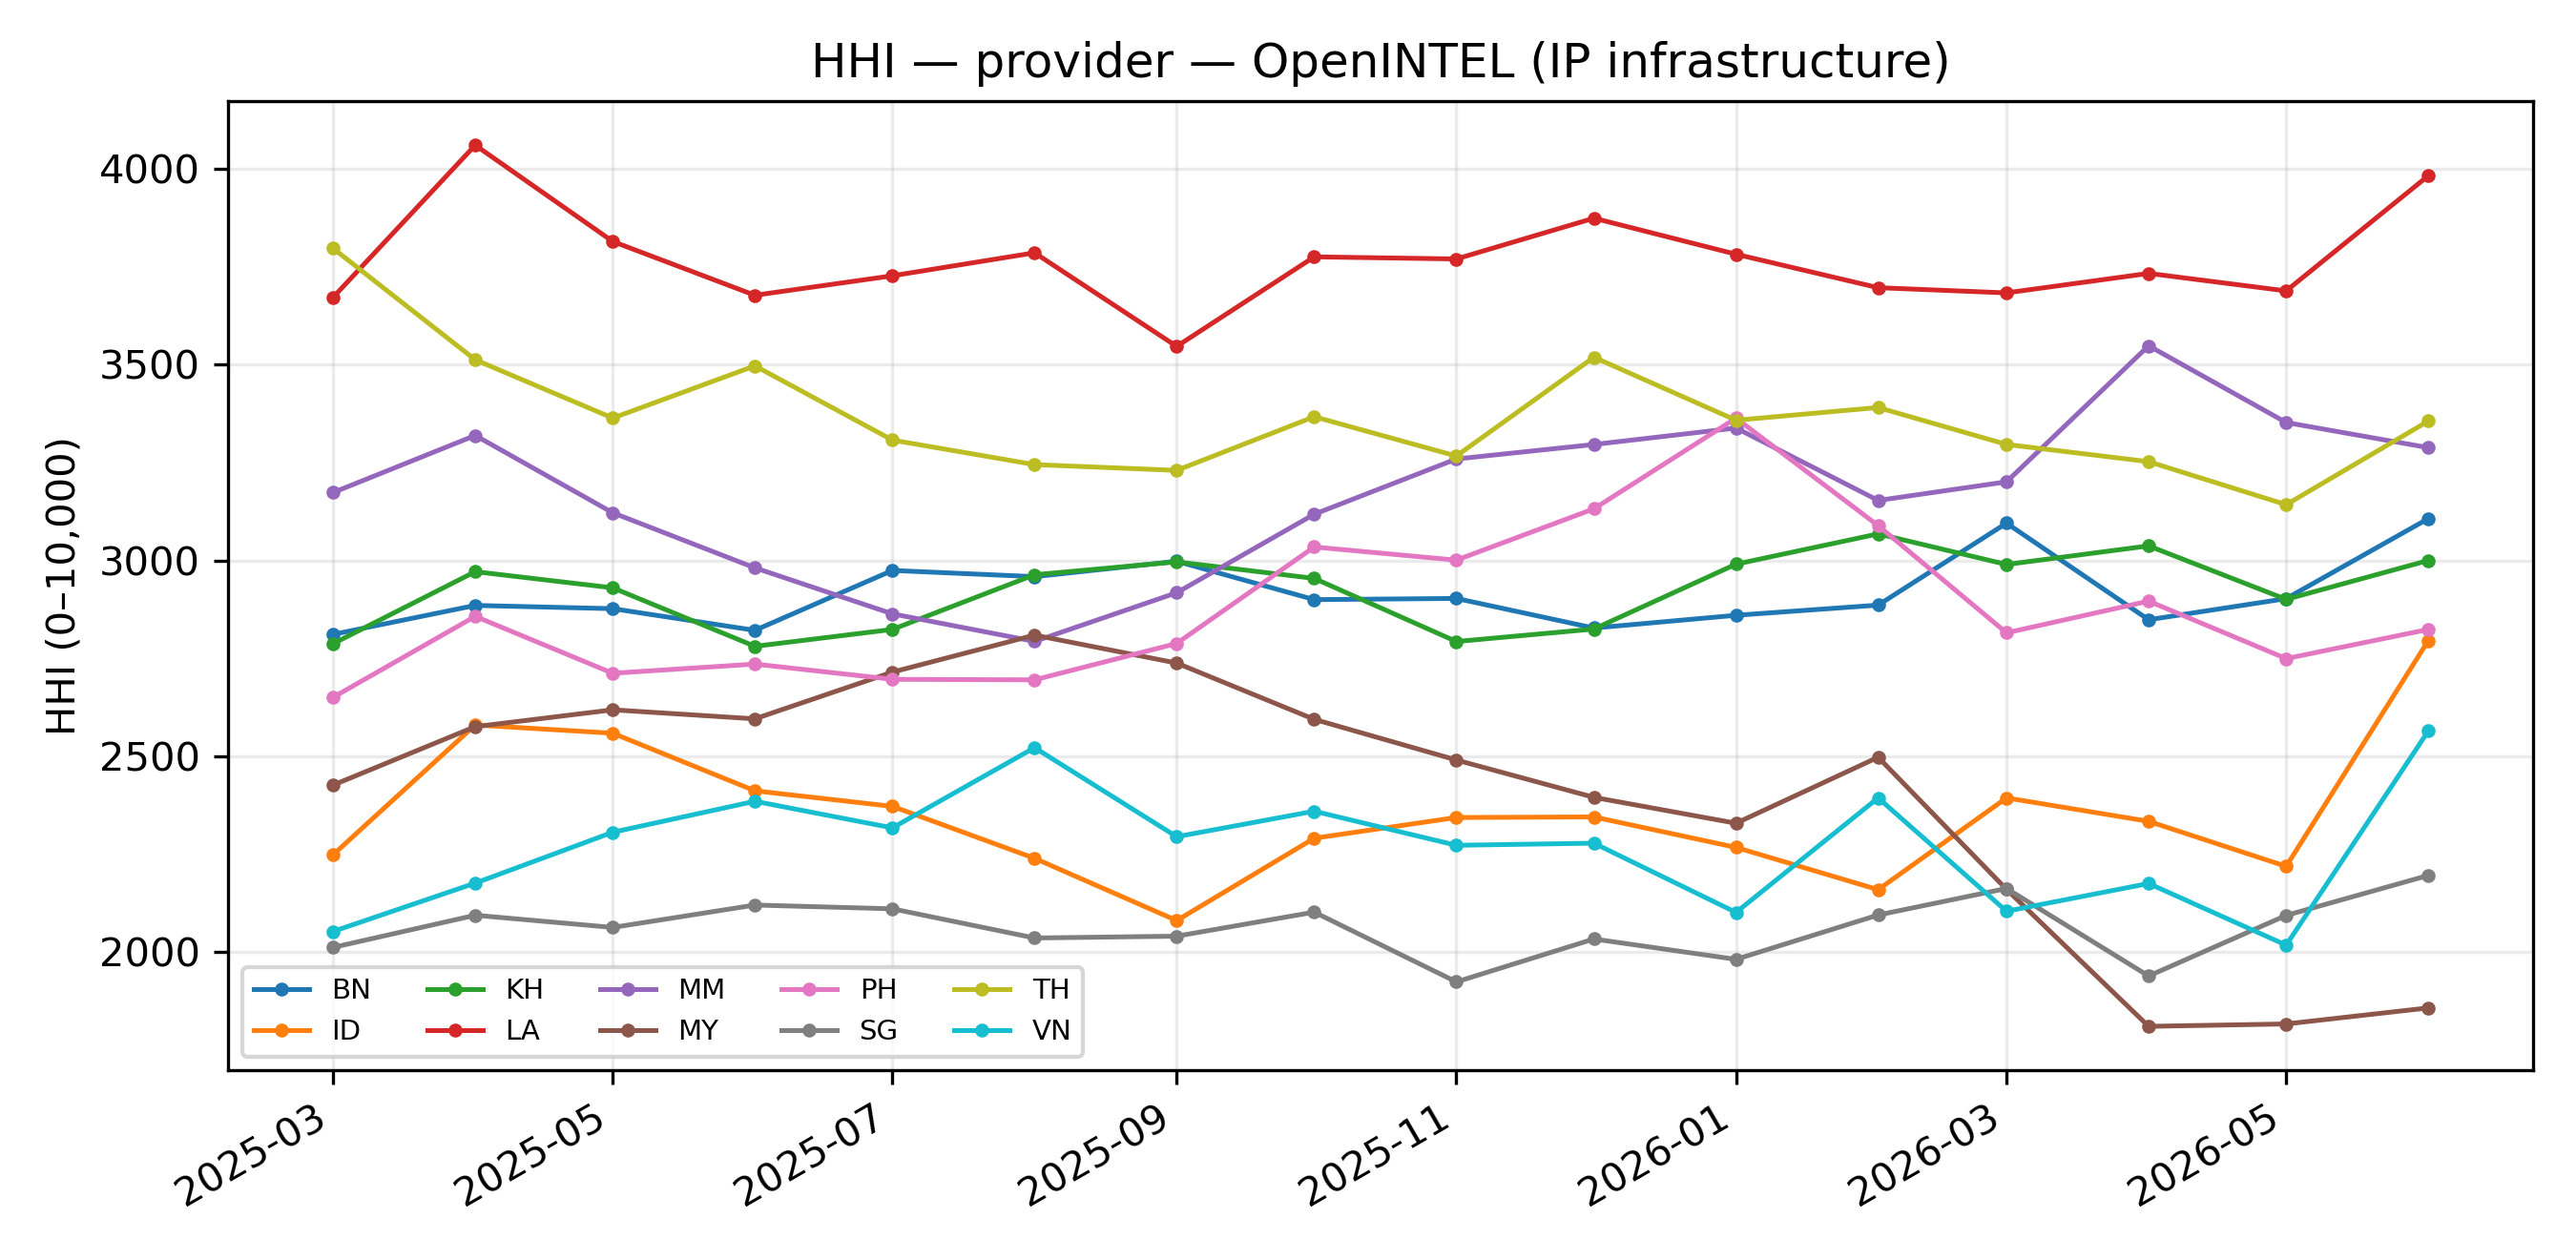 HHI — provider — OpenINTEL (IP infrastructure)
HHI (0–10,000)
4000
3500
3000
2500
2000
BN KH MM PH TH
ID LA MY SG VN
2025-03 2025-05 2025-07 2025-09 2025-11 2026-01 2026-03 2026-05